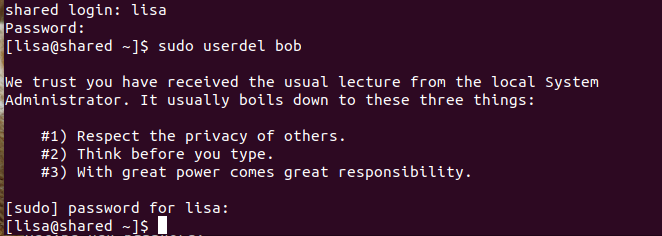 shared login: lisa
Password:
[lisa@shared ~]$ sudo userdel bob
We trust you have received the usual lecture from the local System
Administrator. It usually boils down to these three things:
#1) Respect the privacy of others.
#2) Think before you type.
#3) With great power comes great responsibility.
[sudo] password for lisa:
[lisa@shared ~]$